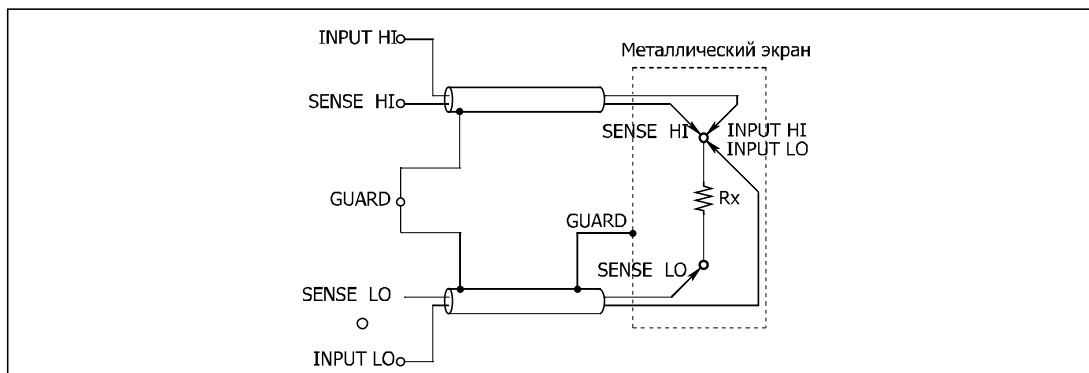 INPUT HI
Металлический экран
SENSE HI
SENSE HI
INPUT HI
INPUT LO
GUARD
Rx
GUARD
SENSE LO
SENSE LO
INPUT LO